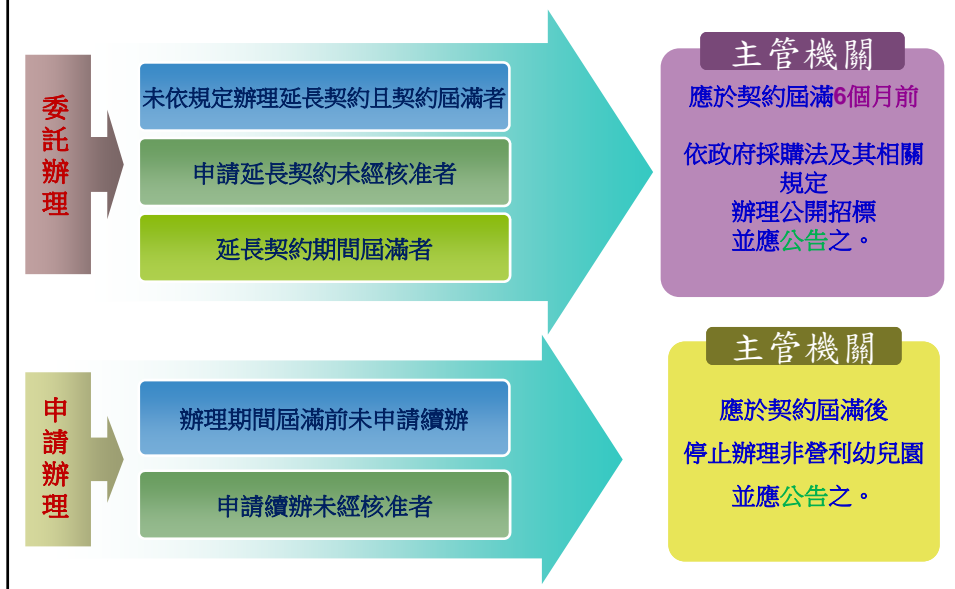 委託辦理
未依規定辦理延長契約且契約屆滿者
申請延長契約未經核准者
延長契約期間屆滿者
主管機關
應於契約屆滿6個月前
依政府採購法及其相關
規定
辦理公開招標
並應公告之。
申請辦理
辦理期間屆滿前未申請續辦
申請續辦未經核准者
主管機關
應於契約屆滿後
停止辦理非營利幼兒園
並應公告之。